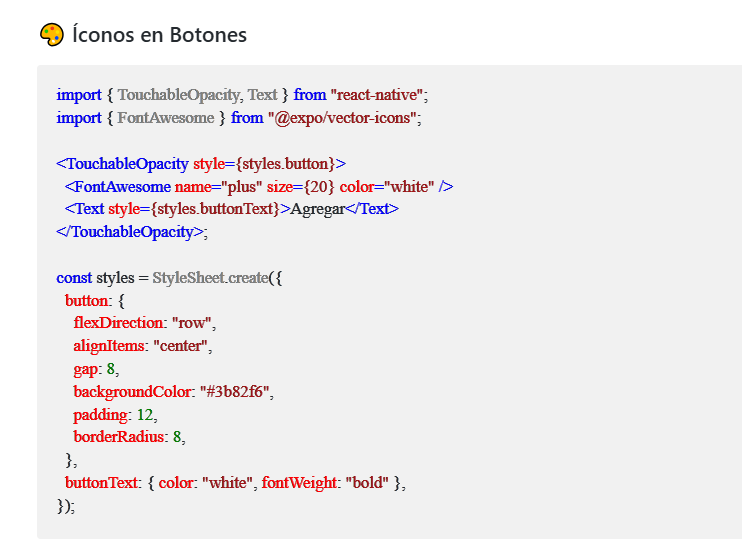 🎨 Íconos en Botones
import { TouchableOpacity, Text } from "react-native";
import { FontAwesome } from "@expo/vector-icons";
<TouchableOpacity style={styles.button}>
<FontAwesome name="plus" size={20} color="white" />
<Text style={styles.buttonText}>Agregar</Text>
</TouchableOpacity>;
const styles = StyleSheet.create({
button: {
flexDirection: "row",
alignItems: "center",
gap: 8,
backgroundColor: "#3b82f6",
padding: 12,
borderRadius: 8,
},
buttonText: { color: "white", fontWeight: "bold" },
});